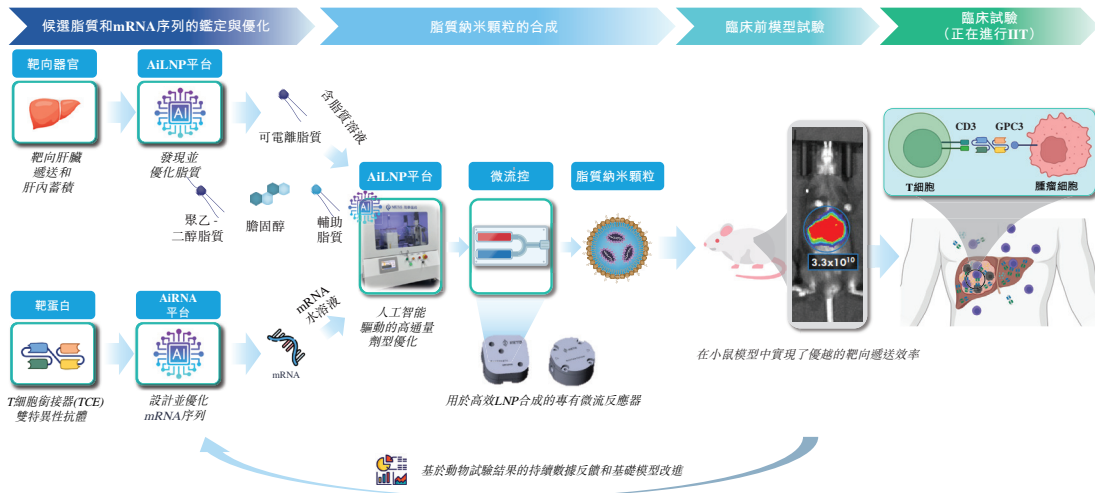 候選脂質和mRNA序列的鑑定與優化
脂質納米顆粒的合成
臨床前模型試驗
臨床試驗
（正在進行IIT）
靶向器官
靶向肝臟
遞送和
肝內蓄積
AiLNP平台
AI
發現並
優化脂質
可電離脂質
含脂質溶液
聚乙-
二醇脂質
膽固醇
輔助
脂質
靶蛋白
T細胞銜接器(TCE)
雙特異性抗體
AiRNA
平台
AI
設計並優化
mRNA序列
mRNA
mRNA
水溶液
AiLNP平台
AI
人工智能
驅動的高通量
劑型優化
微流控
用於高效LNP合成的專有微流反應器
脂質納米顆粒
3.3x10¹⁰
在小鼠模型中實現了優越的靶向遞送效率
CD3
GPC3
T細胞
腫瘤細胞
基於動物試驗結果的持續數據反饋和基礎模型改進